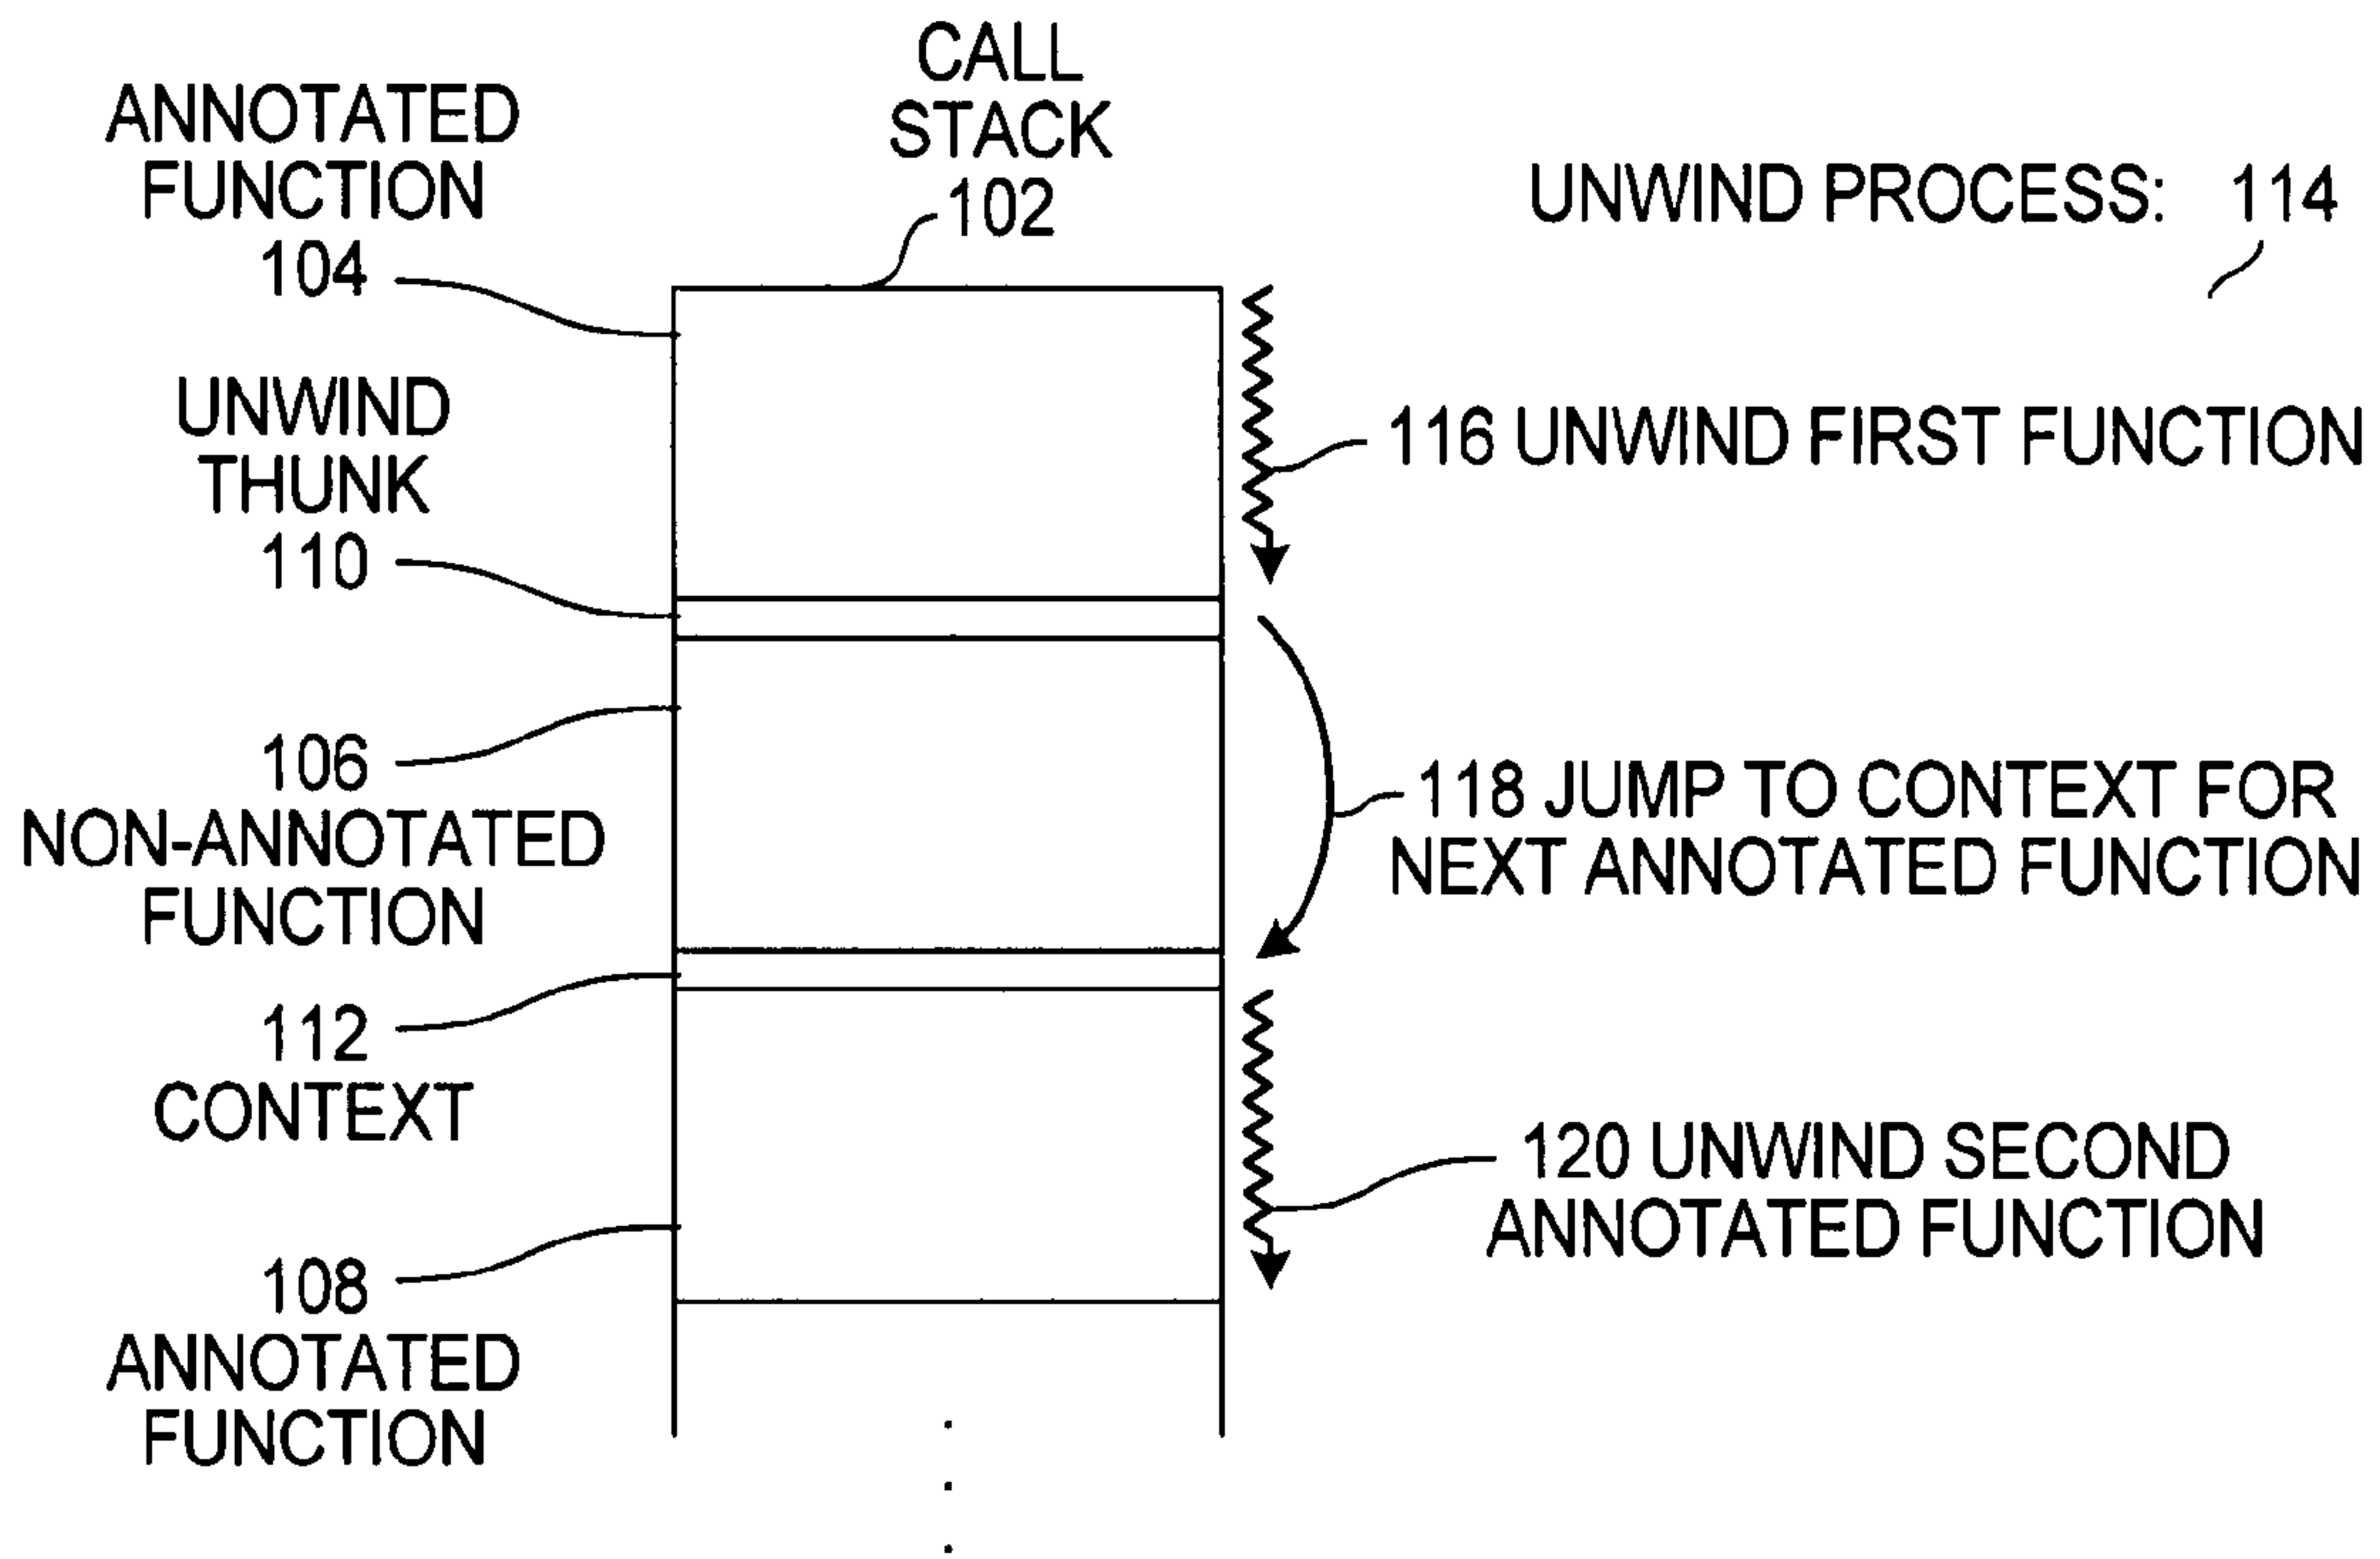 CALL
STACK
102
ANNOTATED
FUNCTION
104
UNWIND PROCESS: 114
UNWIND
THUNK
110
116 UNWIND FIRST FUNCTION
106
NON-ANNOTATED
FUNCTION
118 JUMP TO CONTEXT FOR
NEXT ANNOTATED FUNCTION
112
CONTEXT
120 UNWIND SECOND
ANNOTATED FUNCTION
108
ANNOTATED
FUNCTION